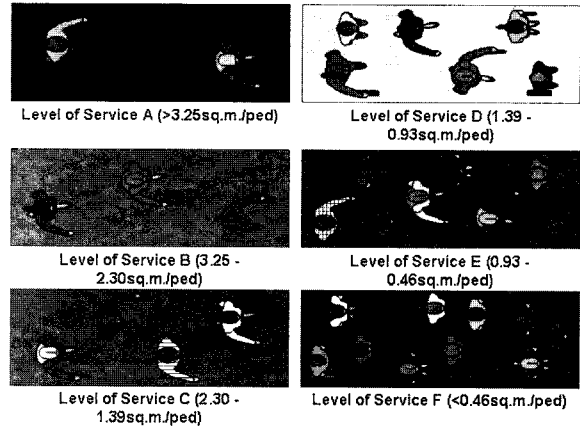 Level of Service A (>3.25sq.m./ped)
Level of Service D (1.39 -
0.93sq.m./ped)
Level of Service B (3.25 -
2.30sq.m./ped)
Level of Service E (0.93 -
0.46sq.m./ped)
Level of Service C (2.30 -
1.39sq.m./ped)
Level of Service F (<0.46sq.m./ped)